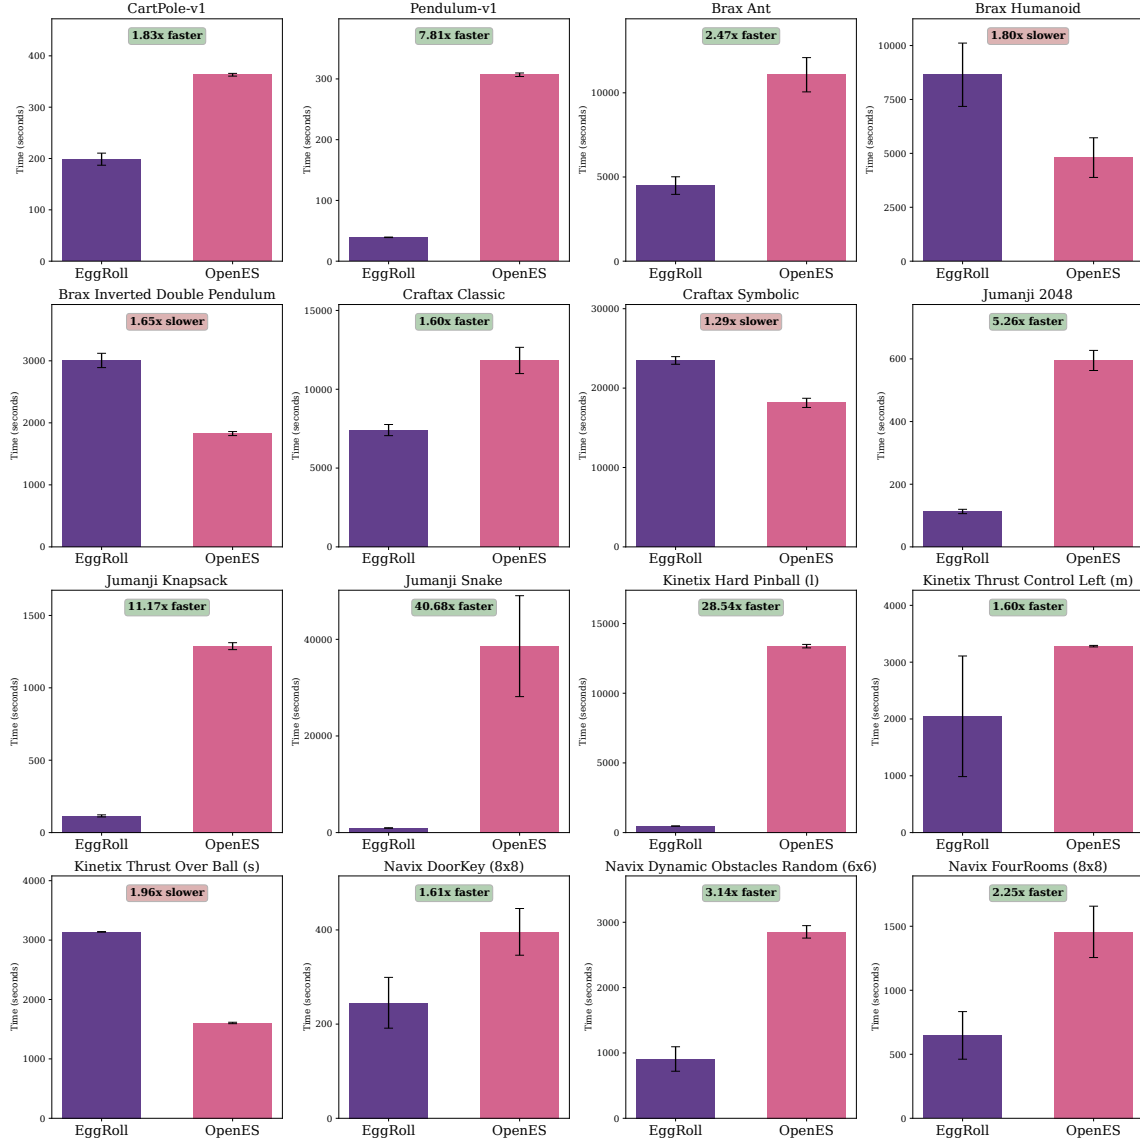 CartPole-v1
1.83x faster
Time (seconds)
400
300
200
100
0
EggRoll
OpenES
Pendulum-v1
7.81x faster
Time (seconds)
300
200
100
0
EggRoll
OpenES
Brax Ant
2.47x faster
Time (seconds)
10000
5000
0
EggRoll
OpenES
Brax Humanoid
1.80x slower
Time (seconds)
10000
7500
5000
2500
0
EggRoll
OpenES
Brax Inverted Double Pendulum
1.65x slower
Time (seconds)
3000
2000
1000
0
EggRoll
OpenES
Craftax Classic
1.60x faster
Time (seconds)
15000
10000
5000
0
EggRoll
OpenES
Craftax Symbolic
1.29x slower
Time (seconds)
30000
20000
10000
0
EggRoll
OpenES
Jumanji 2048
5.26x faster
Time (seconds)
600
400
200
0
EggRoll
OpenES
Jumanji Knapsack
11.17x faster
Time (seconds)
1500
1000
500
0
EggRoll
OpenES
Jumanji Snake
40.68x faster
Time (seconds)
40000
20000
0
EggRoll
OpenES
Kinetix Hard Pinball (l)
28.54x faster
Time (seconds)
15000
10000
5000
0
EggRoll
OpenES
Kinetix Thrust Control Left (m)
1.60x faster
Time (seconds)
4000
3000
2000
1000
0
EggRoll
OpenES
Kinetix Thrust Over Ball (s)
1.96x slower
Time (seconds)
4000
3000
2000
1000
0
EggRoll
OpenES
Navix DoorKey (8x8)
1.61x faster
Time (seconds)
400
200
0
EggRoll
OpenES
Navix Dynamic Obstacles Random (6x6)
3.14x faster
Time (seconds)
3000
2000
1000
0
EggRoll
OpenES
Navix FourRooms (8x8)
2.25x faster
Time (seconds)
1500
1000
500
0
EggRoll
OpenES